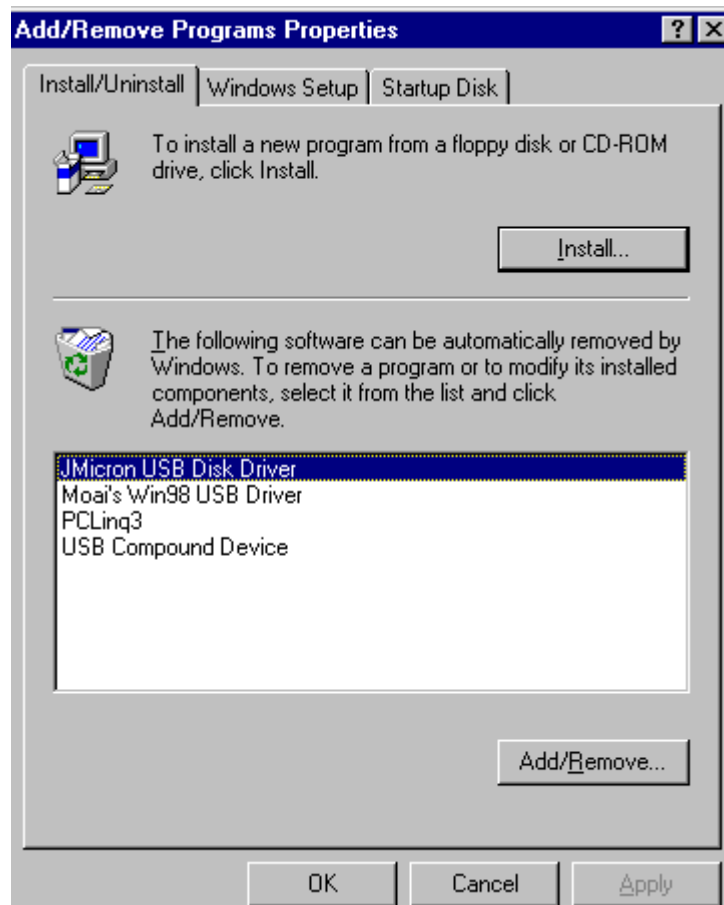 Add/Remove Programs Properties
Install/Uninstall
Windows Setup
Startup Disk
To install a new program from a floppy disk or CD-ROM
drive, click Install.
Install...
The following software can be automatically removed by
Windows. To remove a program or to modify its installed
components, select it from the list and click
Add/Remove.
JMicron USB Disk Driver
Moai's Win98 USB Driver
PCLinq3
USB Compound Device
Add/Remove...
OK
Cancel
Apply